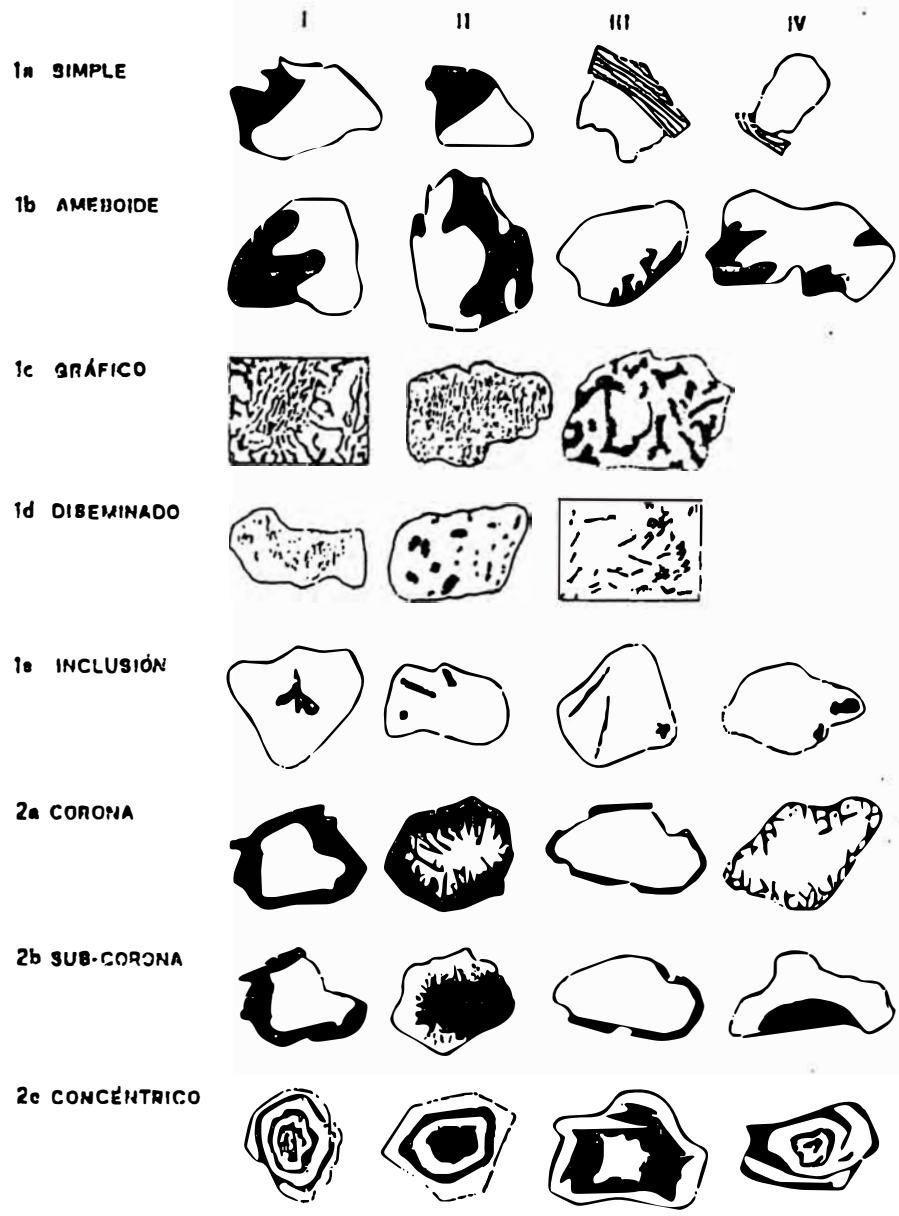 I II III IV
1a SIMPLE
1b AMEBOIDE
1c GRÁFICO
1d DISEMINADO
1e INCLUSIÓN
2a CORONA
2b SUB-CORONA
2c CONCÉNTRICO